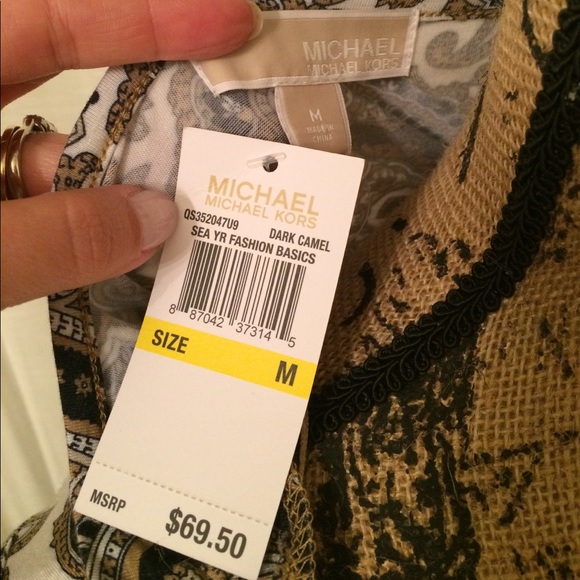 MICHAEL
MICHAEL KORS
M
MADE IN
CHINA
MICHAEL
MICHAEL KORS
QS352047U9 DARK CAMEL
SEA YR FASHION BASICS
8 87042 37314 5
SIZE M
MSRP $69.50